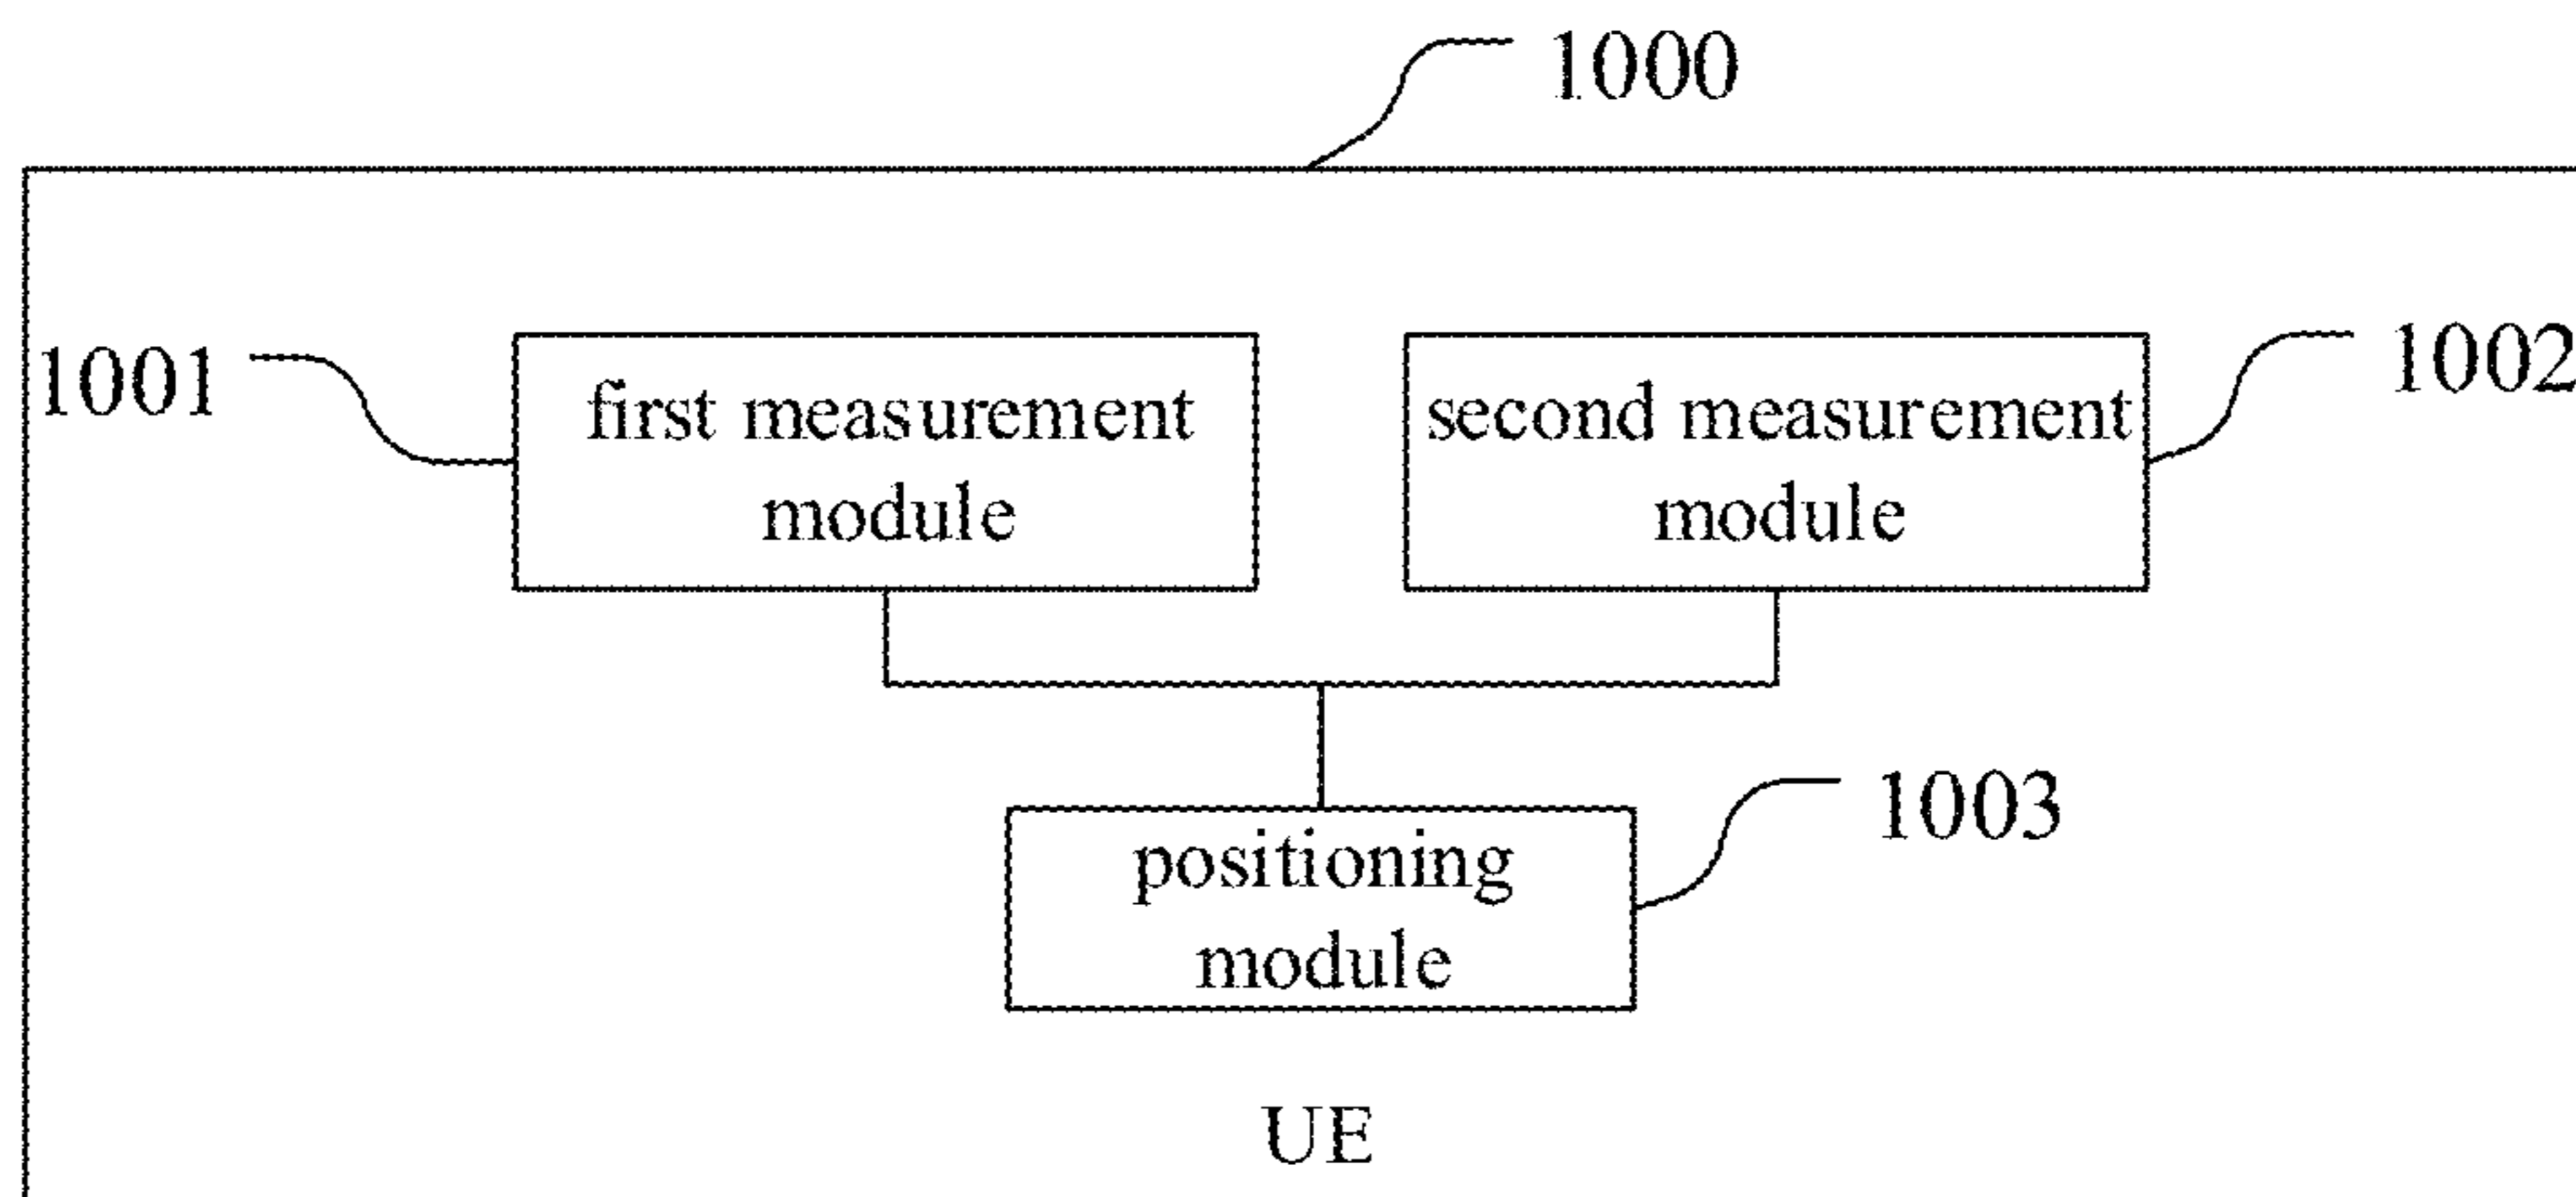 1000
1001
first measurement
module
second measurement
module
1002
positioning
module
1003
UE